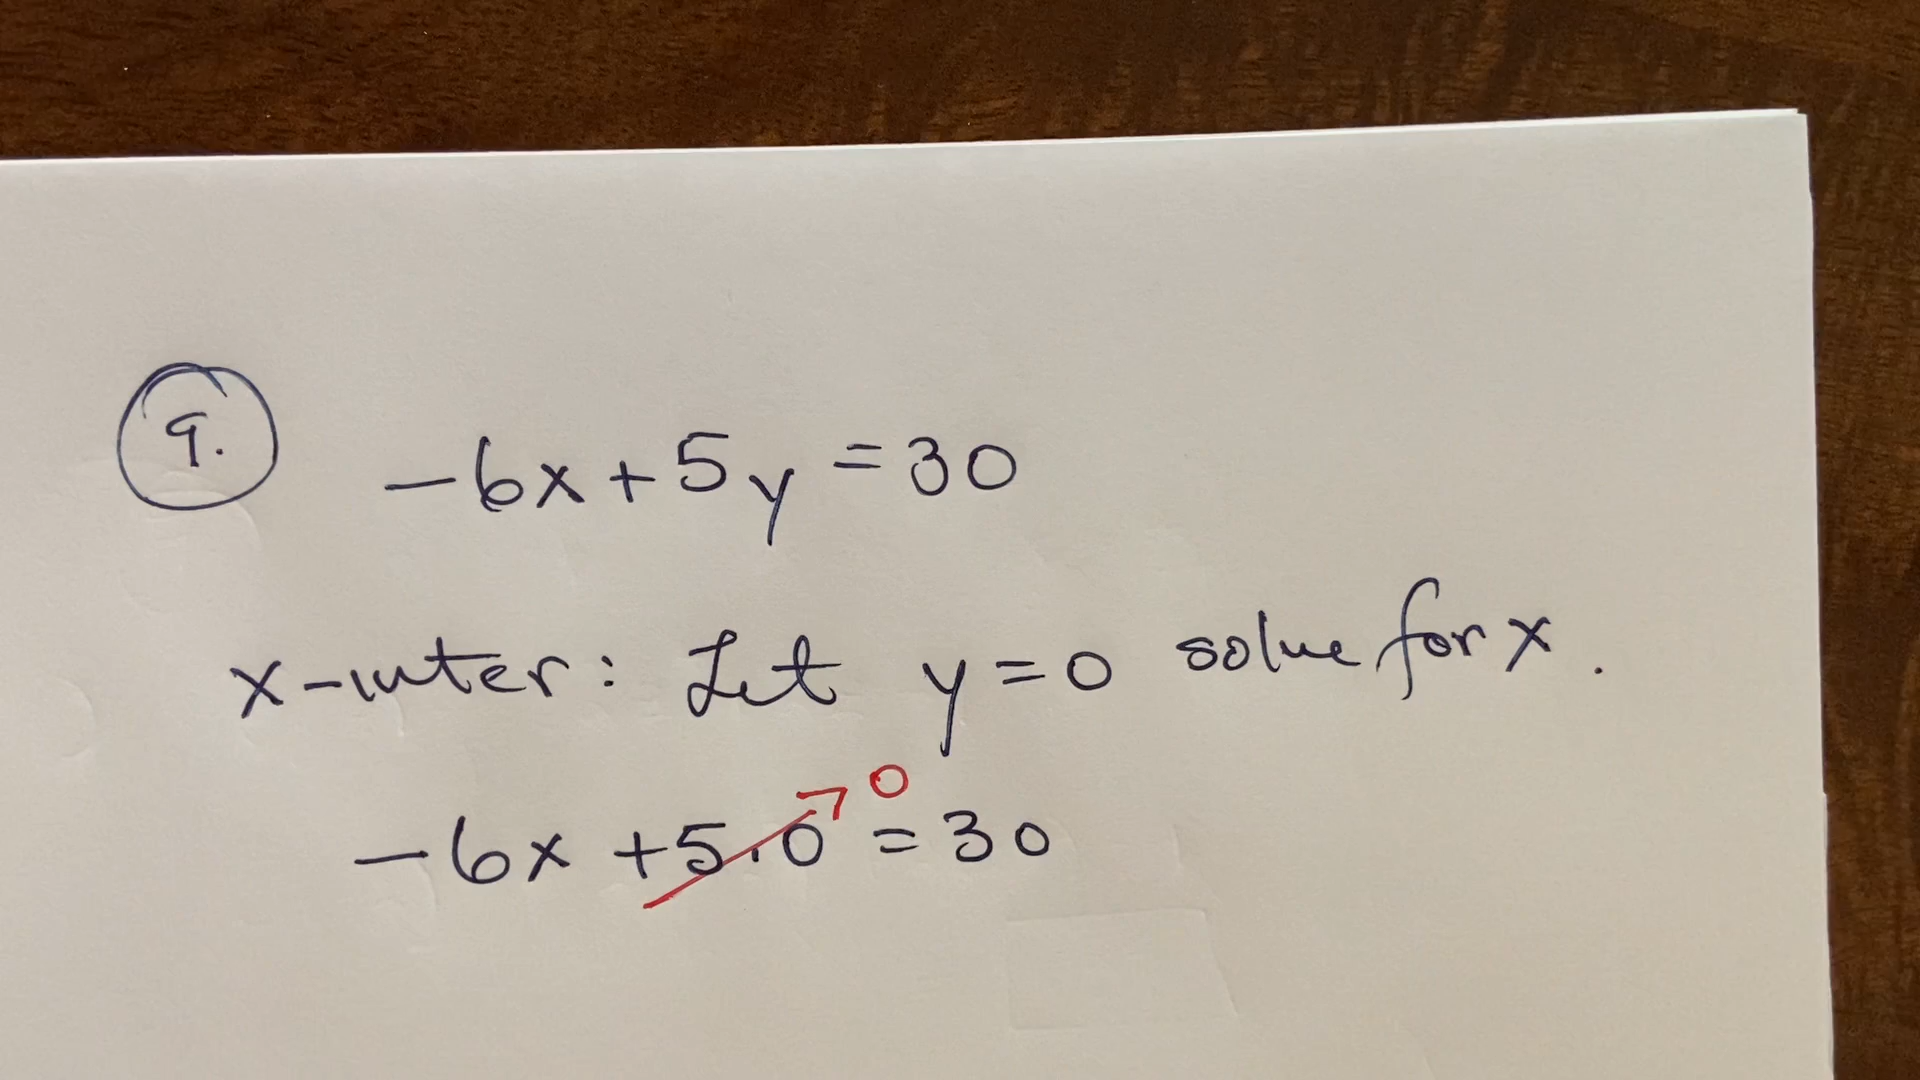 9. -6x+5y=30
x-inter: Let y=0 solve for x.
0
-6x +5.0 = 30